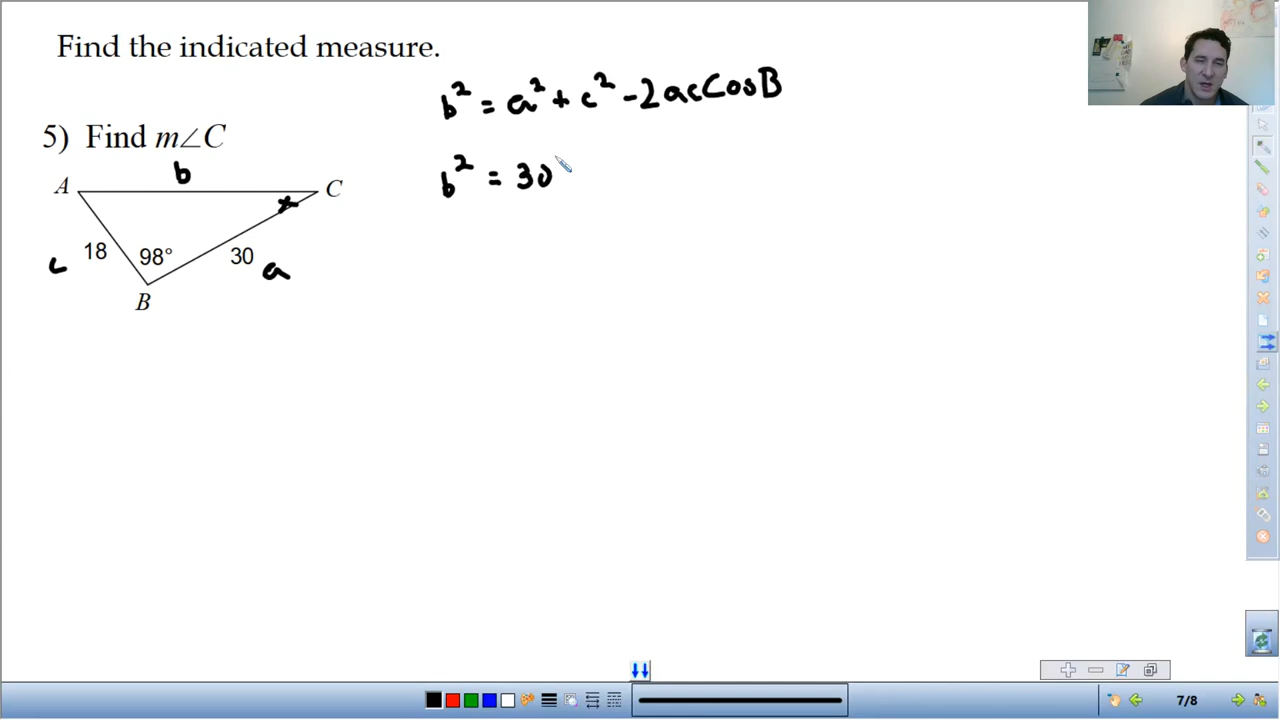 Find the indicated measure.
b² = a² + c² - 2acCosB
5) Find m∠C
b
b² = 30
A
C
x
c
18
98°
30
a
B
7/8